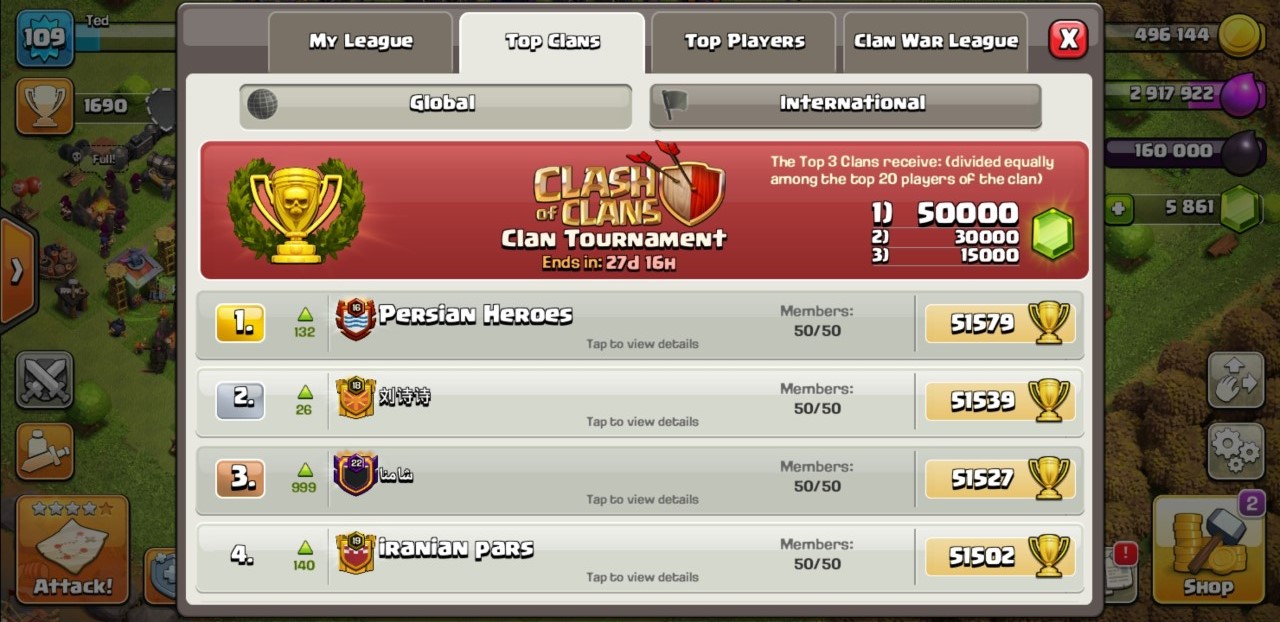 109
Ted
My League
Top Clans
Top Players
Clan War League
X
496 144
1690
Global
International
2 917 922
Full!
160 000
5 861
CLASH
OF CLANS
Clan Tournament
Ends in: 27d 16H
The Top 3 Clans receive: (divided equally
among the top 20 players of the clan)
1) 50000
2) 30000
3) 15000
1.
132
16
Persian Heroes
Tap to view details
Members:
50/50
51579
2.
26
18
刘诗诗
Tap to view details
Members:
50/50
51539
3.
999
22
Tap to view details
Members:
50/50
51527
4.
140
19
iranian pars
Tap to view details
Members:
50/50
51502
Attack!
!
2
Shop